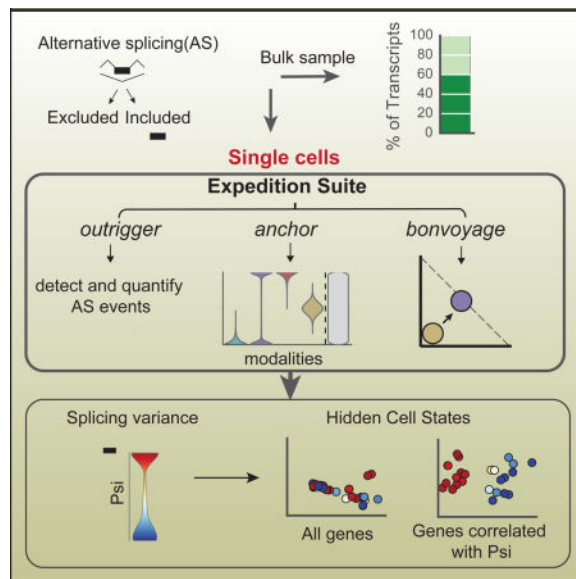 Alternative splicing(AS)
Bulk sample
Excluded Included
% of Transcripts
100
80
60
40
20
0
Single cells
Expedition Suite
outrigger
anchor
bonvoyage
detect and quantify
AS events
modalities
Splicing variance
Hidden Cell States
Psi
All genes
Genes correlated
with Psi